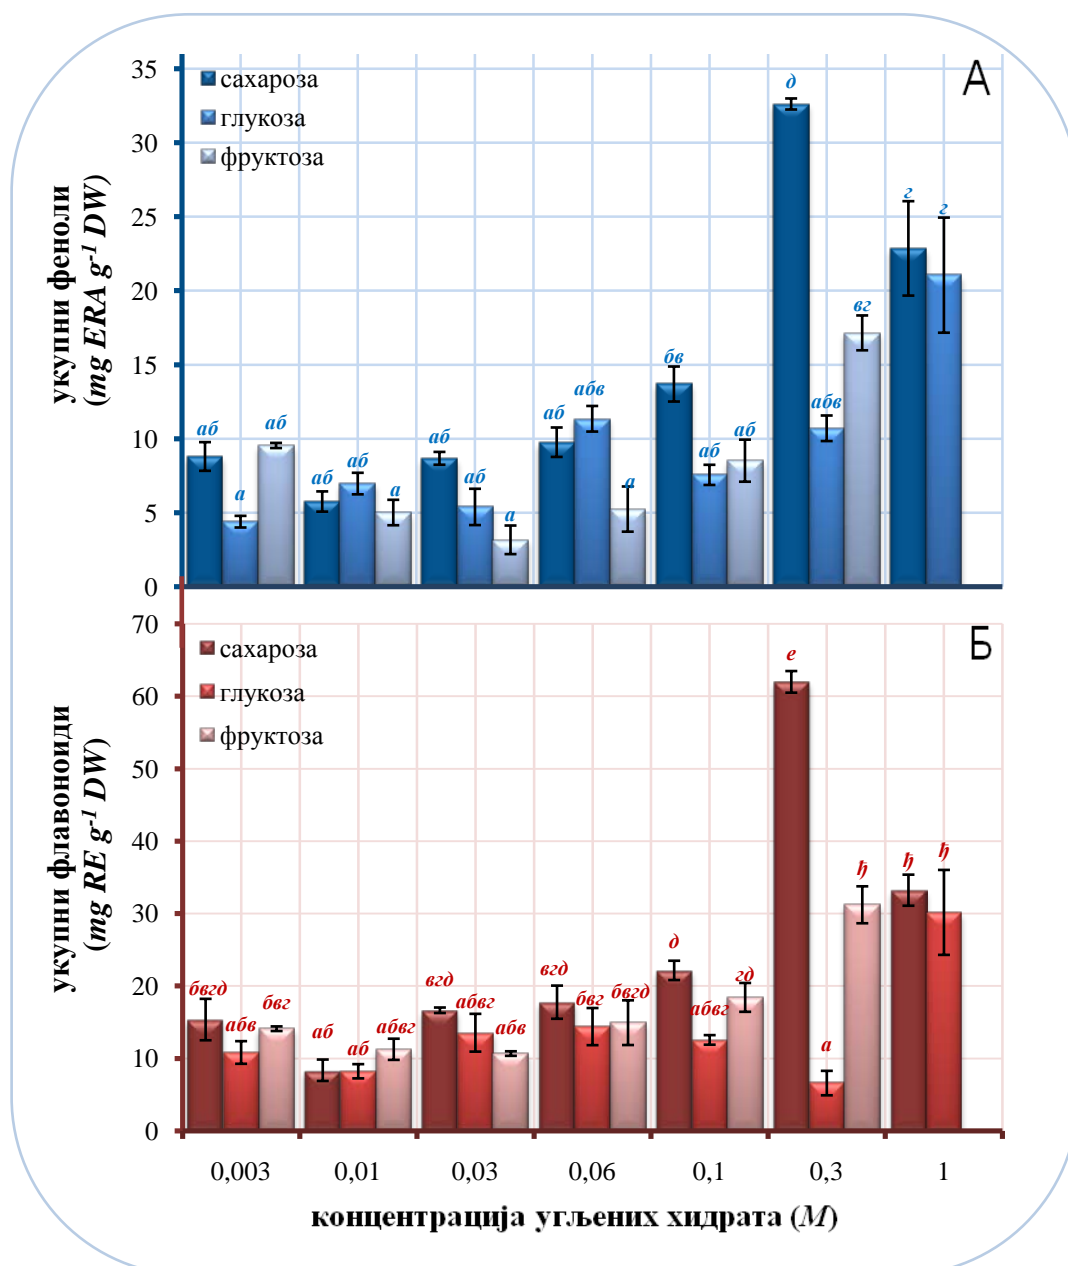 А
35
30
25
20
15
10
5
0
сахароза
глукоза
фруктоза
укупни феноли
(mg ERA g-1 DW)
аб
а
аб
аб
аб
а
аб
аб
а
аб
абв
а
бв
аб
аб
д
абв
вг
г
г
Б
70
60
50
40
30
20
10
0
сахароза
глукоза
фруктоза
укупни флавоноиди
(mg RE g-1 DW)
бвгд
абв
бвг
аб
аб
абвг
вгд
абвг
абв
вгд
бвг
бвгд
д
абвг
гд
е
а
ђ
ђ
ђ
0,003 0,01 0,03 0,06 0,1 0,3 1
концентрација угљених хидрата (M)